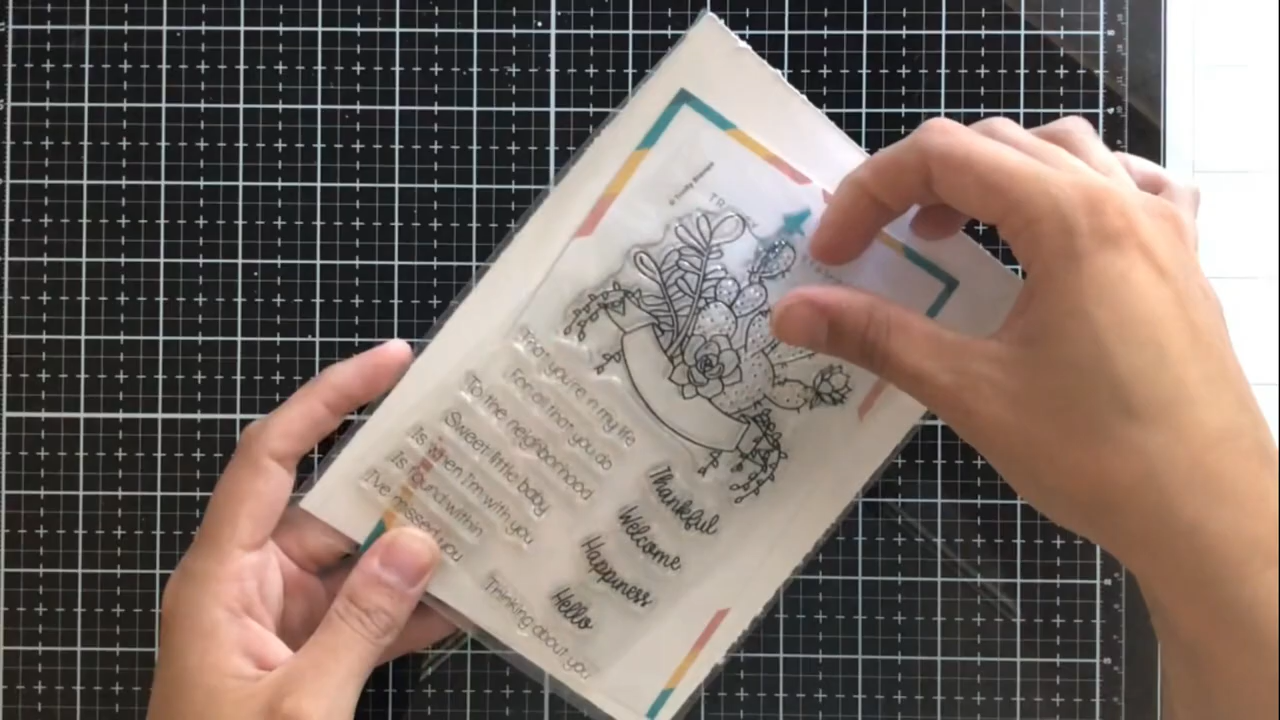 That you're in my life
For all that you do
To the neighborhood
Sweet little baby
Is when I'm with you
Is found within
I've missed you
Thankful
Welcome
Happiness
Hello
Thinking about you